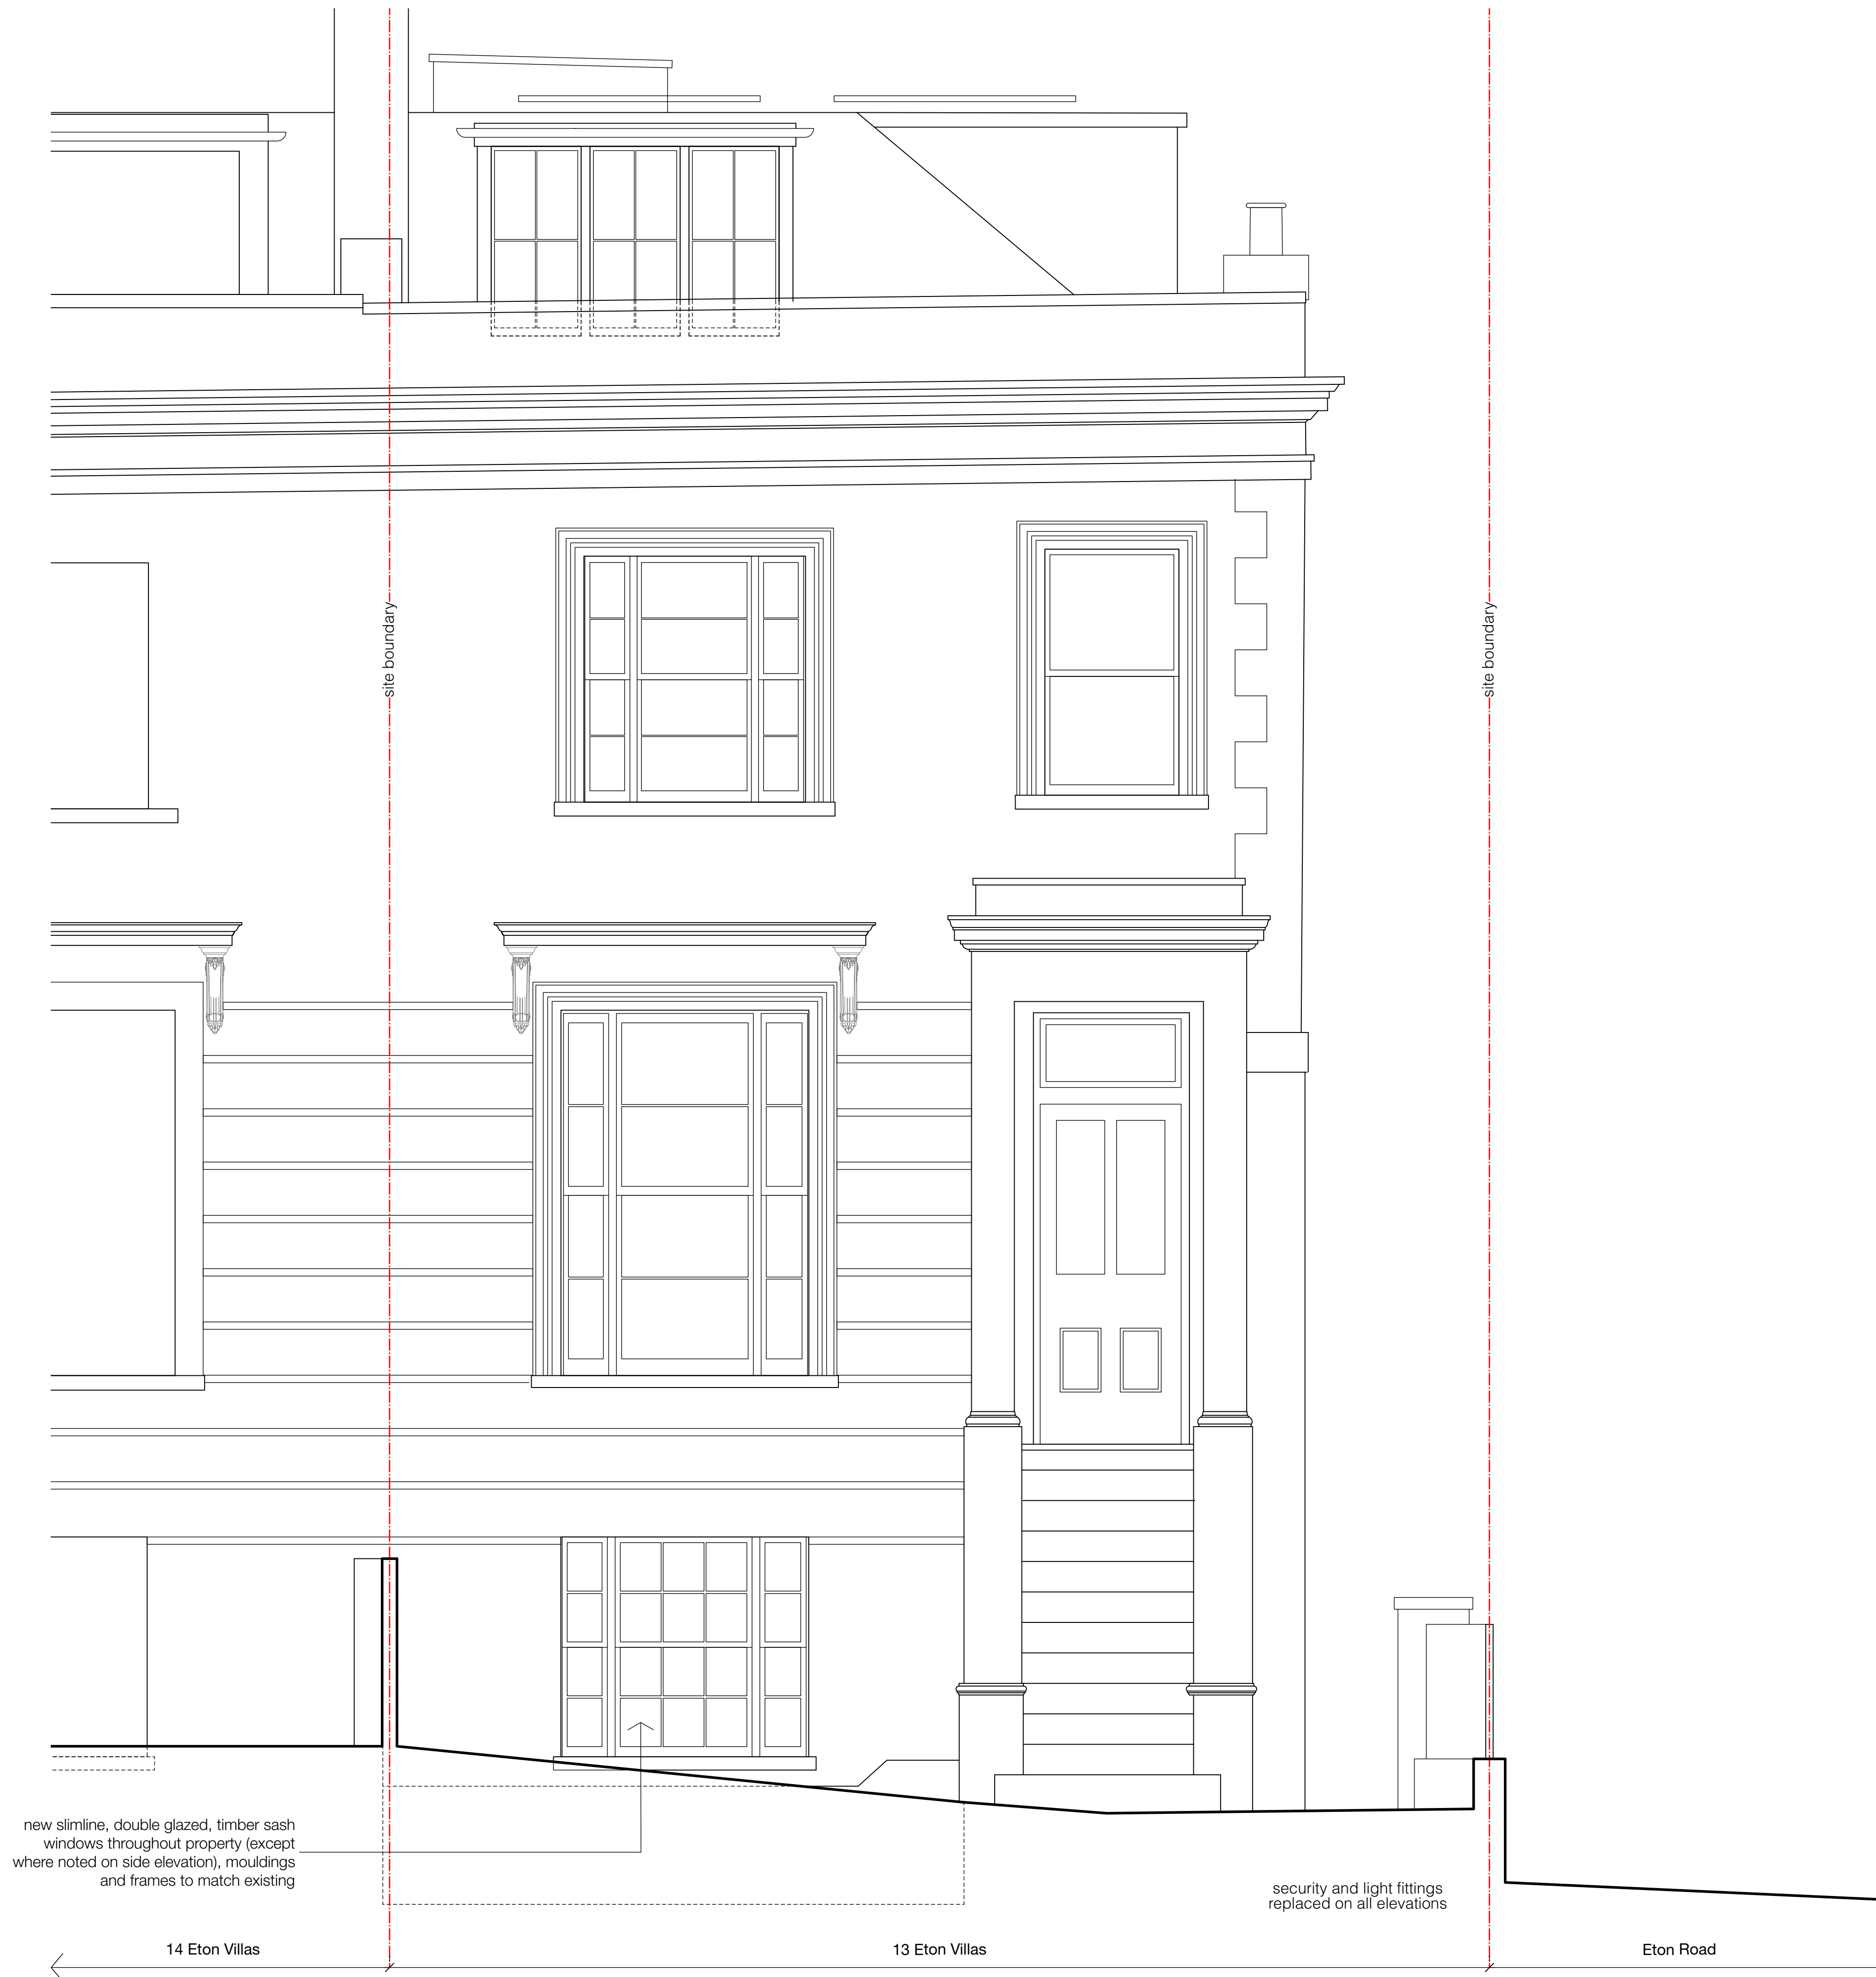 site boundary
site boundary
new slimline, double glazed, timber sash
windows throughout property (except
where noted on side elevation), mouldings
and frames to match existing
security and light fittings
replaced on all elevations
14 Eton Villas
13 Eton Villas
Eton Road